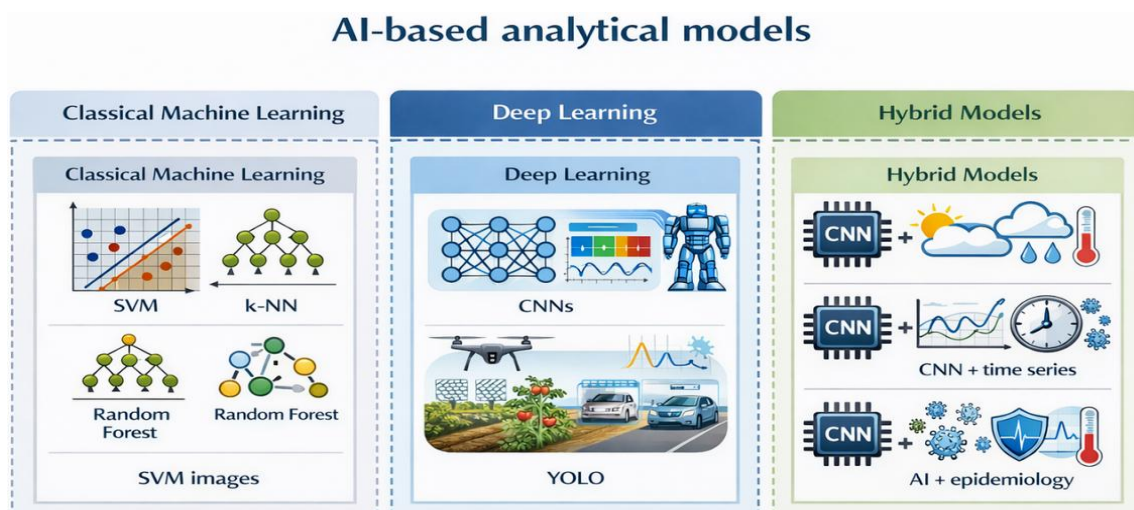 AI-based analytical models
Classical Machine Learning
Classical Machine Learning
SVM
k-NN
Random
Forest
Random Forest
SVM images
Deep Learning
Deep Learning
CNNs
YOLO
Hybrid Models
Hybrid Models
CNN +
CNN +
CNN + time series
CNN +
AI + epidemiology